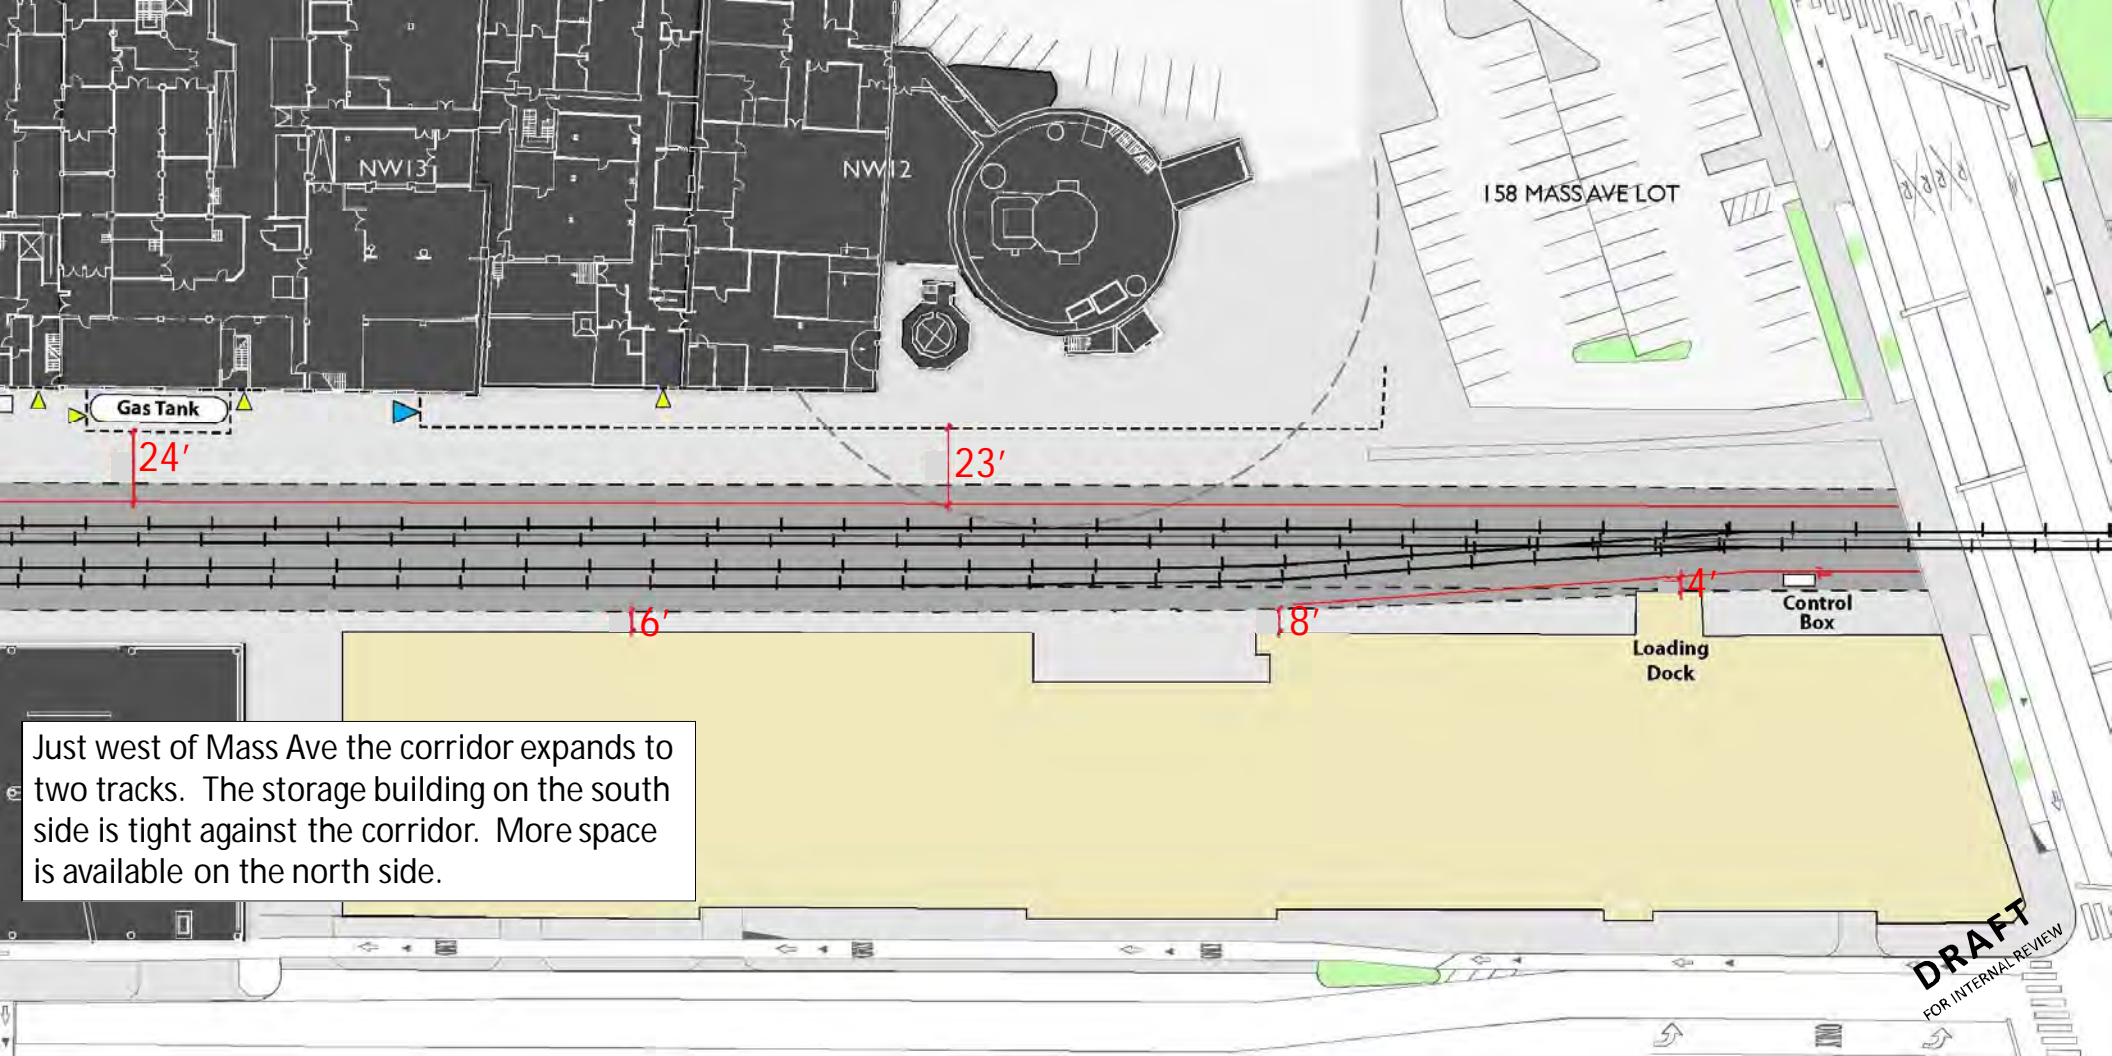 NW13
NW12
158 MASS AVE LOT
Gas Tank
24'
23'
6'
8'
4'
Control
Box
Loading
Dock
Just west of Mass Ave the corridor expands to
two tracks. The storage building on the south
side is tight against the corridor. More space
is available on the north side.
DRAFT
FOR INTERNAL REVIEW
ONLY